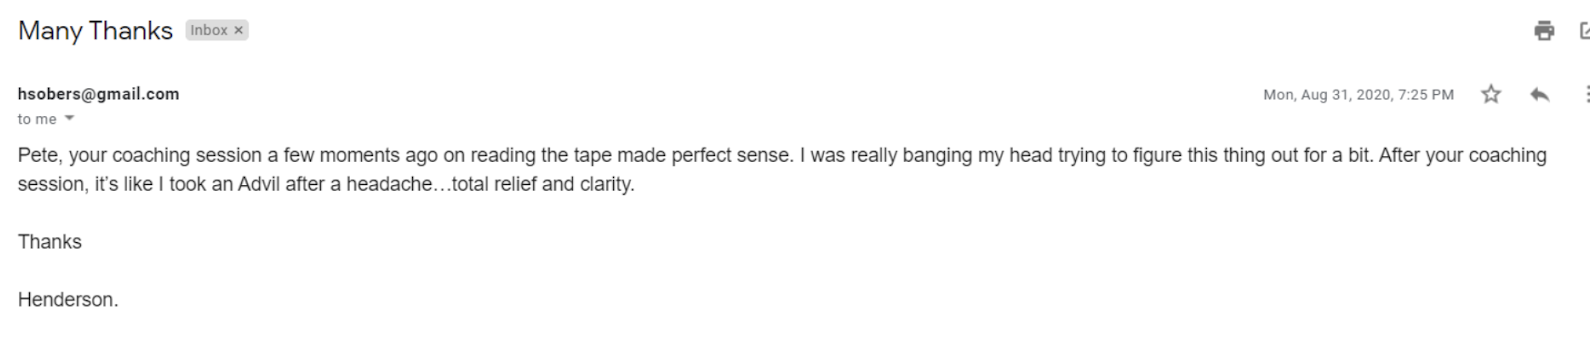 Many Thanks Inbox ×
hsobers@gmail.com Mon, Aug 31, 2020, 7:25 PM
to me
Pete, your coaching session a few moments ago on reading the tape made perfect sense. I was really banging my head trying to figure this thing out for a bit. After your coaching
session, it’s like I took an Advil after a headache…total relief and clarity.
Thanks
Henderson.